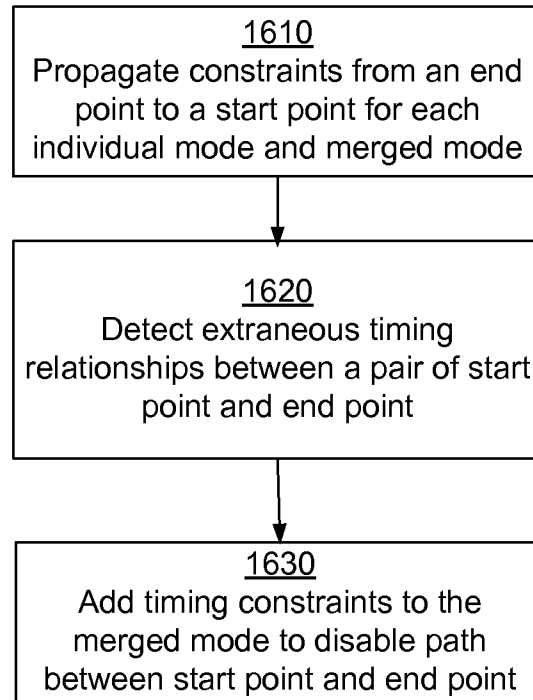 1610
Propagate constraints from an end
point to a start point for each
individual mode and merged mode
1620
Detect extraneous timing
relationships between a pair of start
point and end point
1630
Add timing constraints to the
merged mode to disable path
between start point and end point